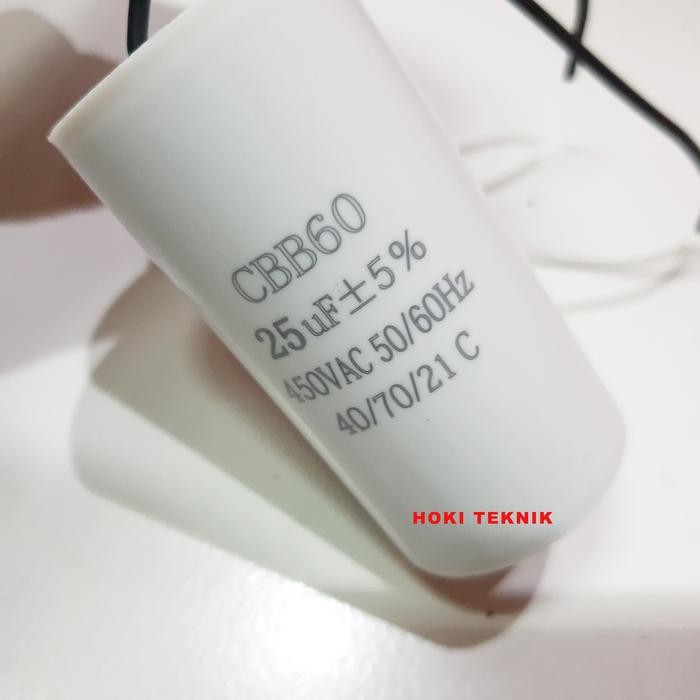 CBB60
25uF±5%
450VAC 50/60Hz
40/70/21 C
HOKI TEKNIK